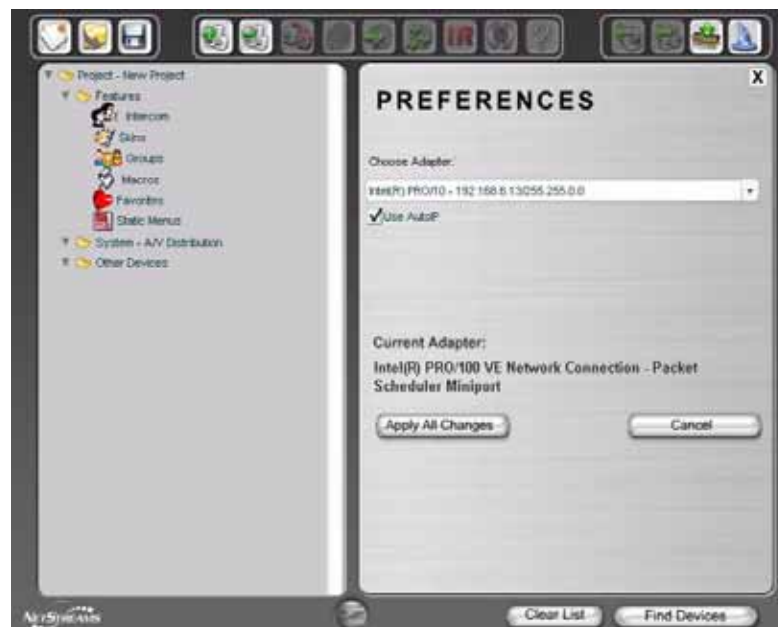 IR
?
Project - New Project
Features
Intercom
Skins
Groups
Macros
Favorites
Static Menus
System - A/V Distribution
Other Devices
X
PREFERENCES
Choose Adapter:
Intel(R) PRO/10 - 192.168.6.13/255.255.0.0
Use AutoIP
Current Adapter:
Intel(R) PRO/100 VE Network Connection - Packet
Scheduler Miniport
Apply All Changes
Cancel
NETSTREAMS
Clear List
Find Devices